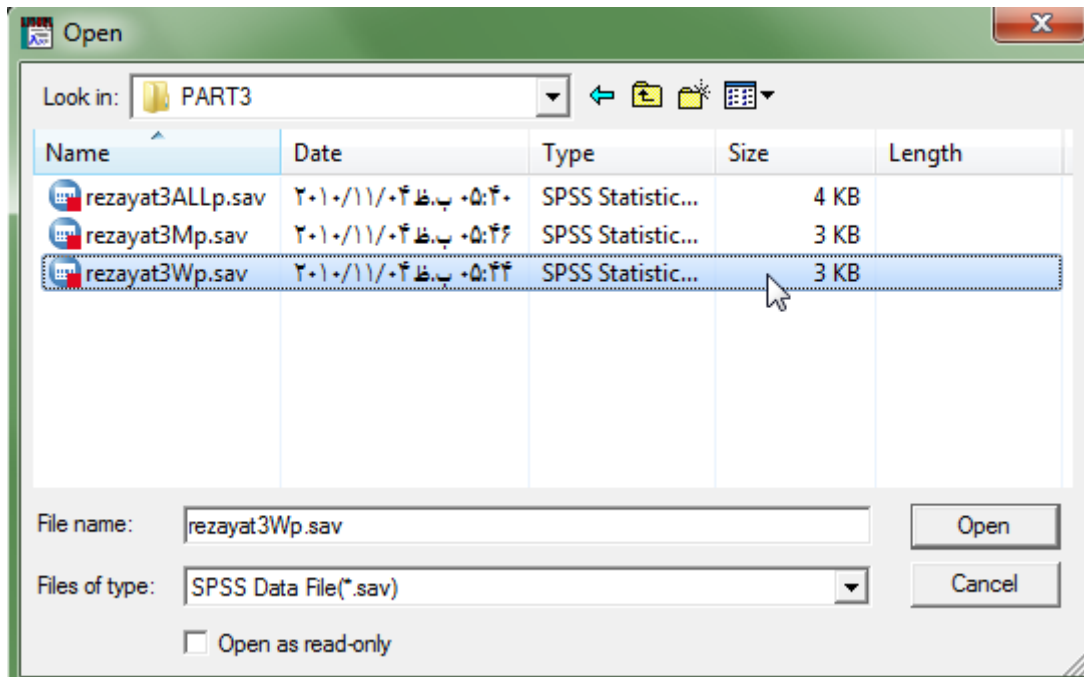 Open
Look in: PART3
Name Date Type Size Length
rezayat3ALLp.sav ۲۰۱۰/۱۱/۰۴ ب.ظ ۰۵:۴۰ SPSS Statistic... 4 KB
rezayat3Mp.sav ۲۰۱۰/۱۱/۰۴ ب.ظ ۰۵:۴۶ SPSS Statistic... 3 KB
rezayat3Wp.sav ۲۰۱۰/۱۱/۰۴ ب.ظ ۰۵:۴۴ SPSS Statistic... 3 KB
File name: rezayat3Wp.sav Open
Files of type: SPSS Data File(*.sav) Cancel
Open as read-only